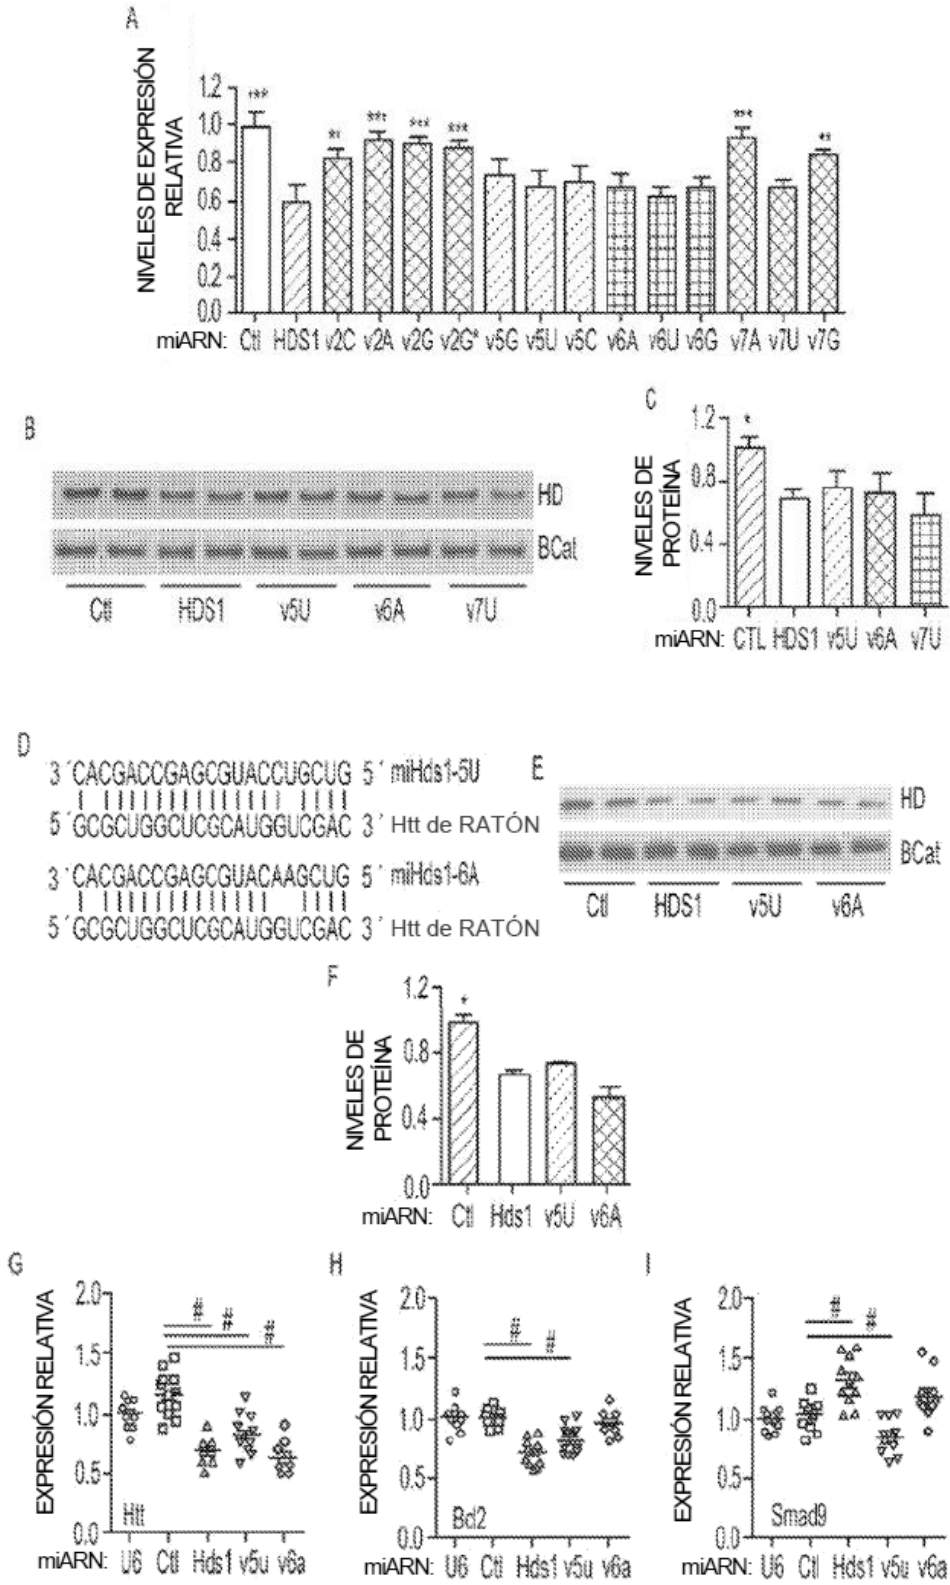 A
NIVELES DE EXPRESIÓN
RELATIVA
1.2
1.0
0.8
0.6
0.4
0.2
0.0
*** ** *** *** *** *** **
miARN: Ctl HDS1 v2C v2A v2G v2G* v5G v5U v5C v6A v6U v6G v7A v7U v7G
B
HD
BCat
Ctl HDS1 v5U v6A v7U
C
NIVELES DE
PROTEÍNA
1.2
0.8
0.4
0.0
*
miARN: CTL HDS1 v5U v6A v7U
D
3 ´CACGACCGAGCGUACCUGCUG 5 ´ miHds1-5U
5 ´GCGCUGGCUCGCAUGGUCGAC 3 ´ Htt de RATÓN
3 ´CACGACCGAGCGUACAAGCUG 5 ´ miHds1-6A
5 ´GCGCUGGCUCGCAUGGUCGAC 3 ´ Htt de RATÓN
E
HD
BCat
Ctl HDS1 v5U v6A
F
NIVELES DE
PROTEÍNA
1.2
0.8
0.4
0.0
*
miARN: Ctl Hds1 v5U v6A
G
EXPRESIÓN RELATIVA
2.0
1.5
1.0
0.5
0.0
# # #
# # #
Htt
miARN: U6 Ctl Hds1 v5u v6a
H
EXPRESIÓN RELATIVA
2.0
1.5
1.0
0.5
0.0
# #
# #
Bcl2
miARN: U6 Ctl Hds1 v5u v6a
I
EXPRESIÓN RELATIVA
2.0
1.5
1.0
0.5
0.0
# #
# #
Smad9
miARN: U6 Ctl Hds1 v5u v6a